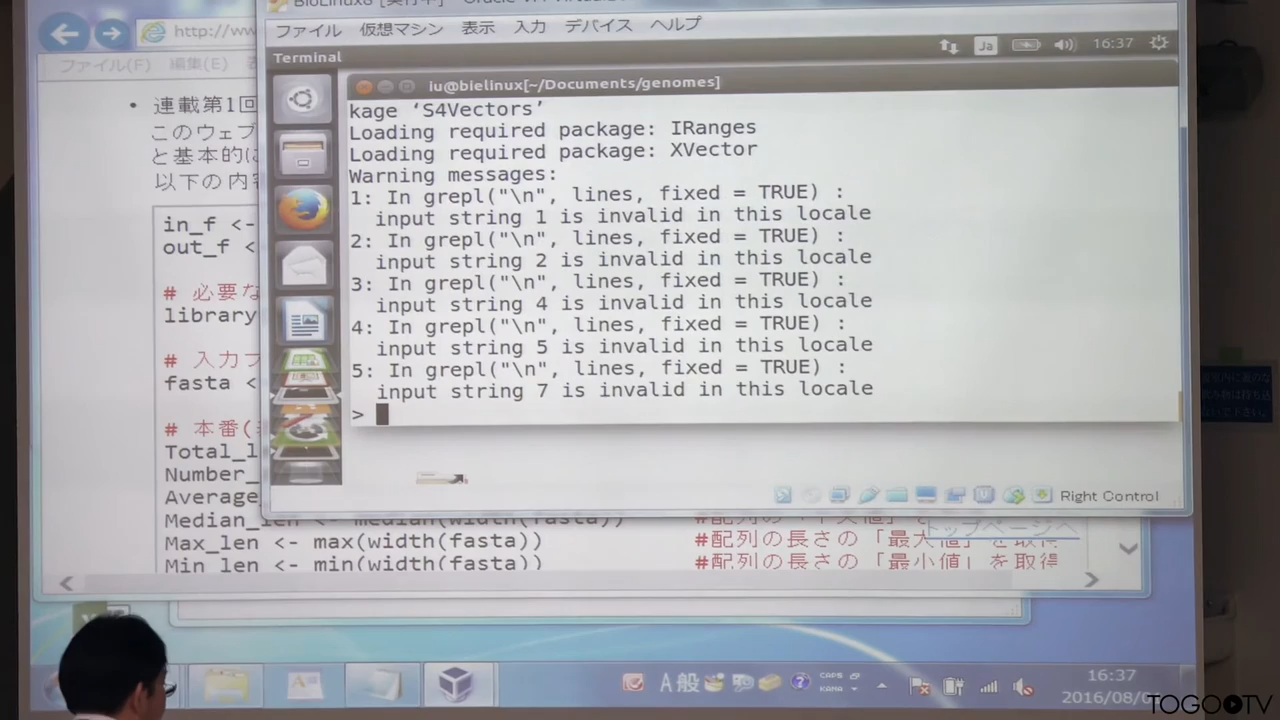 ファイル 仮想マシン 表示 入力 デバイス ヘルプ
http://ww
ファイル(F) 編集(E)
Terminal
Ja
16:37
iu@bielinux[~/Documents/genomes]
kage ‘S4Vectors’
Loading required package: IRanges
Loading required package: XVector
Warning messages:
1: In grepl("\n", lines, fixed = TRUE) :
input string 1 is invalid in this locale
2: In grepl("\n", lines, fixed = TRUE) :
input string 2 is invalid in this locale
3: In grepl("\n", lines, fixed = TRUE) :
input string 4 is invalid in this locale
4: In grepl("\n", lines, fixed = TRUE) :
input string 5 is invalid in this locale
5: In grepl("\n", lines, fixed = TRUE) :
input string 7 is invalid in this locale
>
Right Control
• 連載第1回
このウェブ
と基本的に
以下の内容
in_f <-
out_f <
# 必要な
library
# 入力フ
fasta <
# 本番(
Total_l
Number_
Average
Median_len <- median(width(fasta))
Max_len <- max(width(fasta)) #配列の長さの「最大値」を取得
Min_len <- min(width(fasta)) #配列の長さの「最小値」を取得
トップページへ
A 般
CAPS
KANA
16:37
2016/08/0
TOGOTV